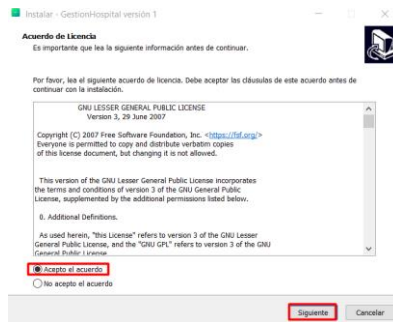 Instalar - GestionHospital versión 1
Acuerdo de Licencia
Es importante que lea la siguiente información antes de continuar.
Por favor, lea el siguiente acuerdo de licencia. Debe aceptar las cláusulas de este acuerdo antes de
continuar con la instalación.
GNU LESSER GENERAL PUBLIC LICENSE
Version 3, 29 June 2007
Copyright (C) 2007 Free Software Foundation, Inc. <https://fsf.org/>
Everyone is permitted to copy and distribute verbatim copies
of this license document, but changing it is not allowed.
This version of the GNU Lesser General Public License incorporates
the terms and conditions of version 3 of the GNU General Public
License, supplemented by the additional permissions listed below.
0. Additional Definitions.
As used herein, "this License" refers to version 3 of the GNU Lesser
General Public License, and the "GNU GPL" refers to version 3 of the GNU
General Public License.
Acepto el acuerdo
No acepto el acuerdo
Siguiente
Cancelar